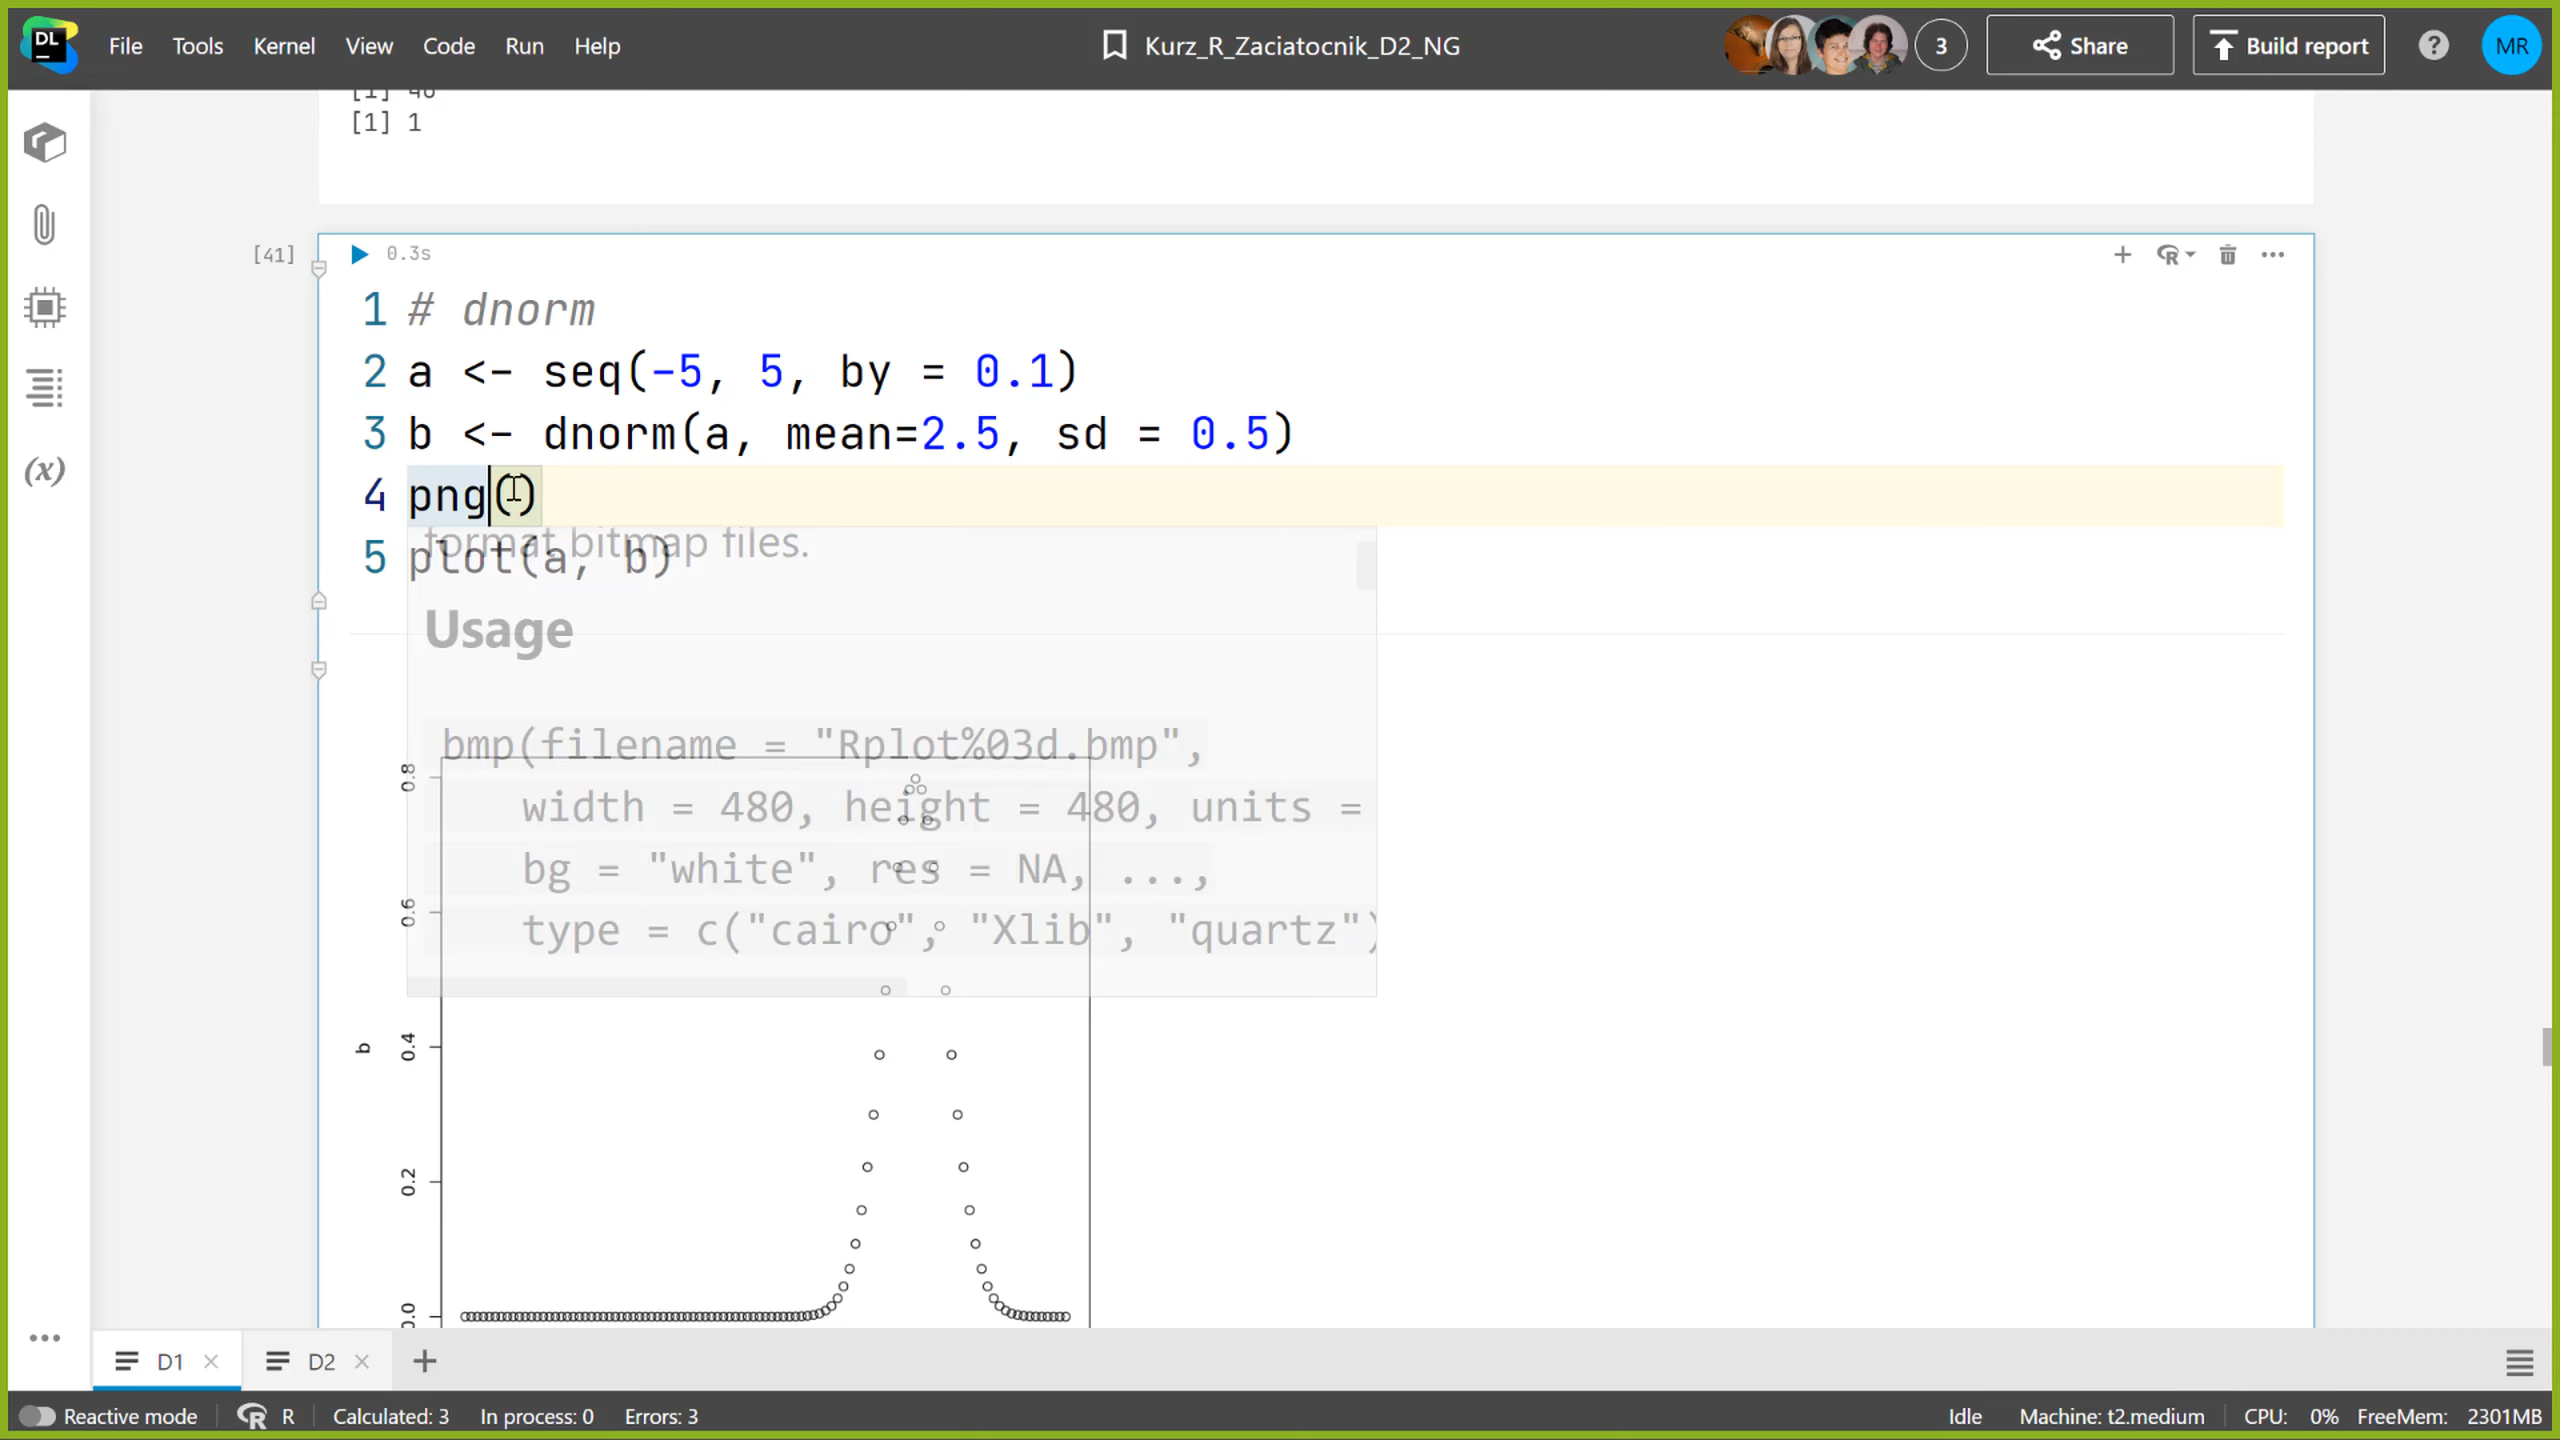 DL
File Tools Kernel View Code Run Help
Kurz_R_Zaciatocnik_D2_NG
3
Share
Build report
?
MR
[1] 40
[1] 1
[41]
0.3s
R
1 # dnorm
2 a <- seq(-5, 5, by = 0.1)
3 b <- dnorm(a, mean=2.5, sd = 0.5)
4 png()
format bitmap files.
5 plot(a, b)
Usage
bmp(filename = "Rplot%03d.bmp",
width = 480, height = 480, units =
bg = "white", res = NA, ...,
type = c("cairo", "Xlib", "quartz")
(x)
0.8
0.6
b
0.4
0.2
0.0
D1
D2
Reactive mode R R Calculated: 3 In process: 0 Errors: 3
Idle Machine: t2.medium CPU: 0% FreeMem: 2301MB